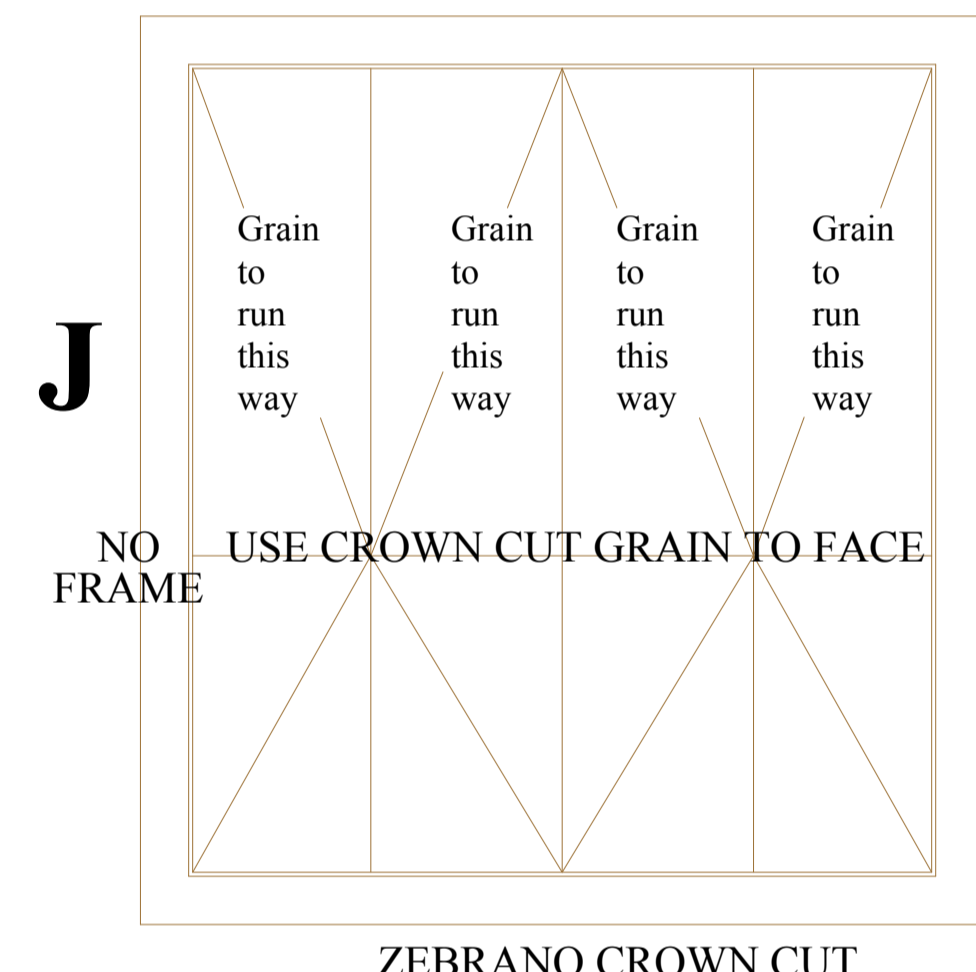 Grain
to
run
this
way
Grain
to
run
this
way
Grain
to
run
this
way
Grain
to
run
this
way
J
NO
FRAME
USE CROWN CUT GRAIN TO FACE
ZEBRANO CROWN CUT